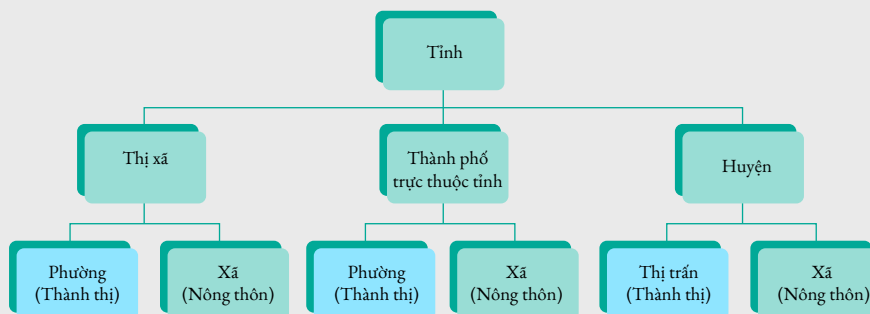 Tỉnh
Thị xã
Thành phố
trực thuộc tỉnh
Huyện
Phường
(Thành thị)
Xã
(Nông thôn)
Phường
(Thành thị)
Xã
(Nông thôn)
Thị trấn
(Thành thị)
Xã
(Nông thôn)